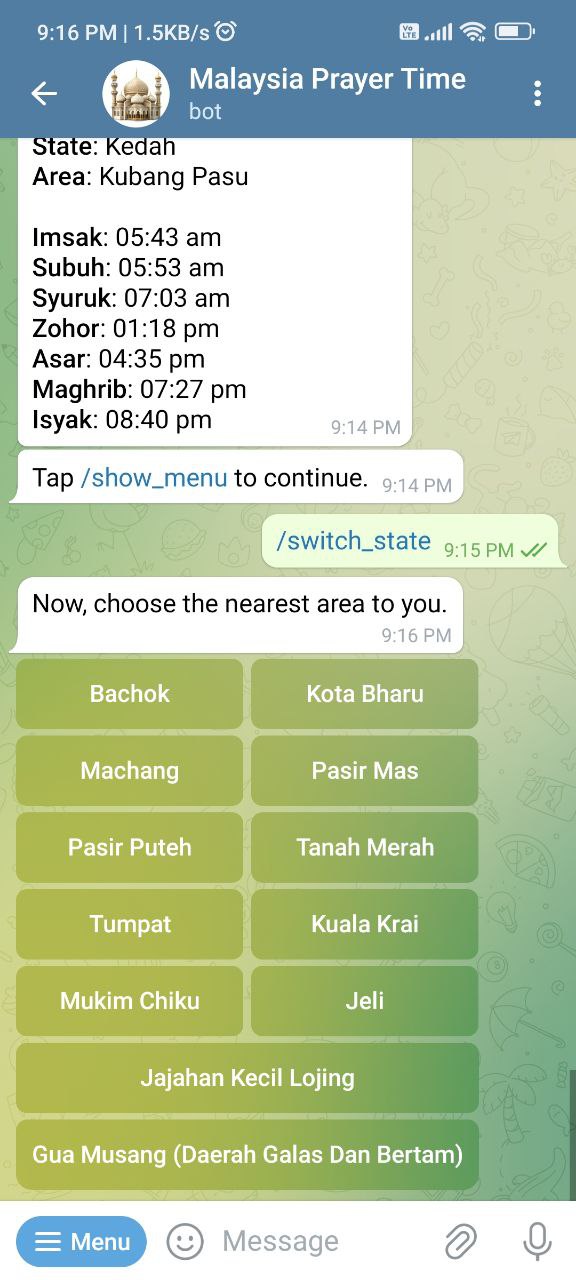 9:16 PM | 1.5KB/s
Vo LTE
Malaysia Prayer Time
bot
State: Kedah
Area: Kubang Pasu
Imsak: 05:43 am
Subuh: 05:53 am
Syuruk: 07:03 am
Zohor: 01:18 pm
Asar: 04:35 pm
Maghrib: 07:27 pm
Isyak: 08:40 pm
9:14 PM
Tap /show_menu to continue. 9:14 PM
/switch_state 9:15 PM
Now, choose the nearest area to you.
9:16 PM
Bachok Kota Bharu
Machang Pasir Mas
Pasir Puteh Tanah Merah
Tumpat Kuala Krai
Mukim Chiku Jeli
Jajahan Kecil Lojing
Gua Musang (Daerah Galas Dan Bertam)
Menu Message